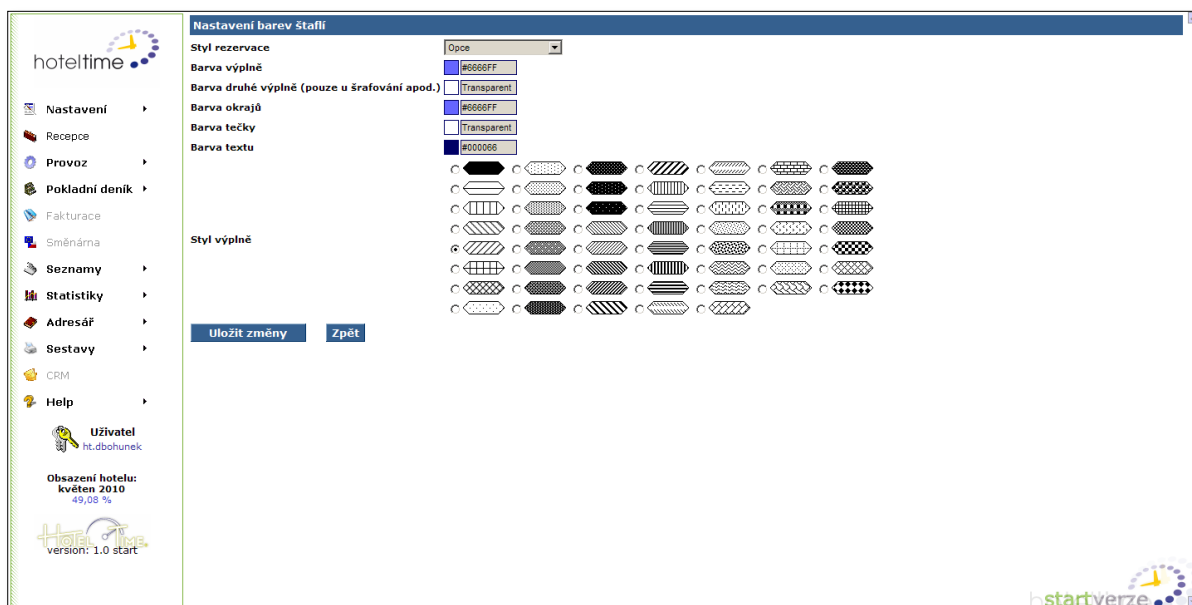 hoteltime
Nastavení
Recepce
Provoz
Pokladní deník
Fakturace
Směnárna
Seznamy
Statistiky
Adresář
Sestavy
CRM
Help
Uživatel
ht.dbohunek
Obsazení hotelu:
květen 2010
49,08 %
HOTEL TIME.
version: 1.0 start
Nastavení barev štaflí
Styl rezervace Opce
Barva výplně #6666FF
Barva druhé výplně (pouze u šrafování apod.) Transparent
Barva okrajů #6666FF
Barva tečky Transparent
Barva textu #000066
Styl výplně
Uložit změny Zpět
startverze